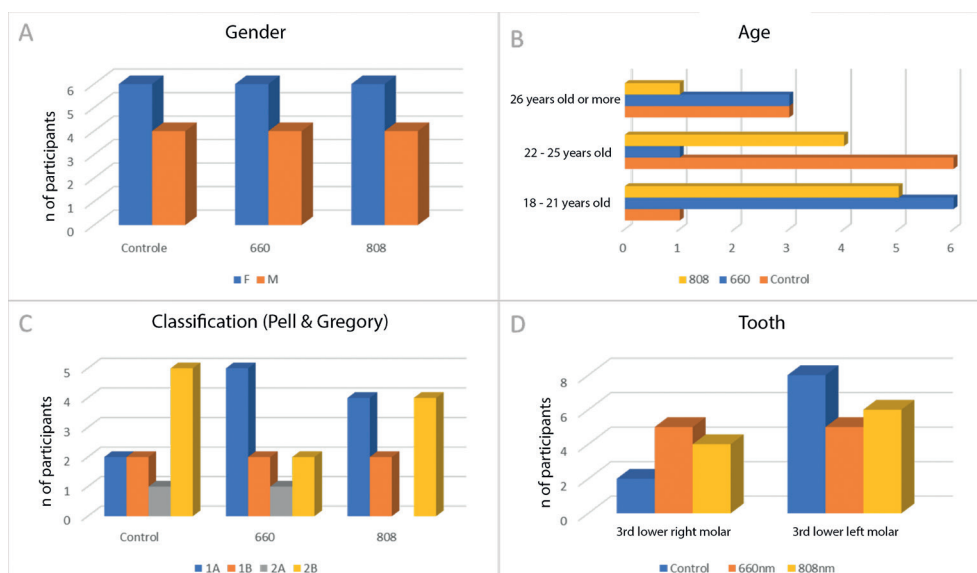 A
Gender
n of participants
6
5
4
3
2
1
0
Controle 660 808
F M
B
Age
26 years old or more
22 - 25 years old
18 - 21 years old
0 1 2 3 4 5 6
808 660 Control
C
Classification (Pell & Gregory)
n of participants
5
4
3
2
1
0
Control 660 808
1A 1B 2A 2B
D
Tooth
n of participants
8
6
4
2
0
3rd lower right molar 3rd lower left molar
Control 660nm 808nm